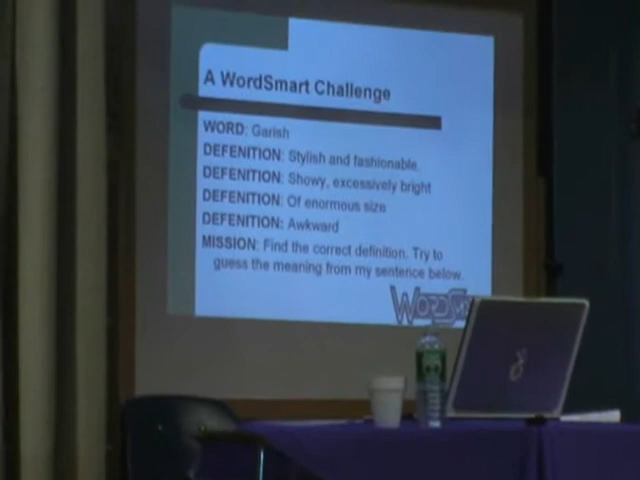 A WordSmart Challenge
WORD: Garish
DEFENITION: Stylish and fashionable.
DEFENITION: Showy, excessively bright
DEFENITION: Of enormous size
DEFENITION: Awkward
MISSION: Find the correct definition. Try to
guess the meaning from my sentence below.